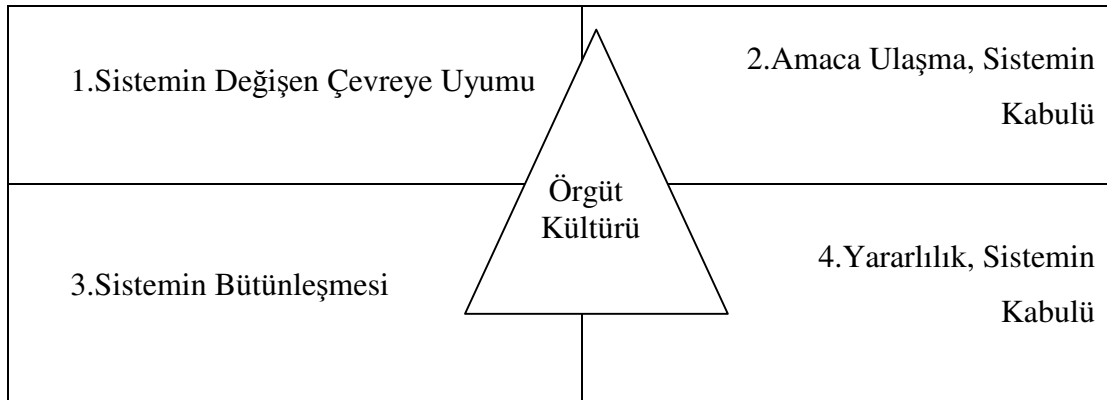 1.Sistemin Değişen Çevreye Uyumu
2.Amaca Ulaşma, Sistemin
Kabulü
Örgüt
Kültürü
3.Sistemin Bütünleşmesi
4.Yararlılık, Sistemin
Kabulü